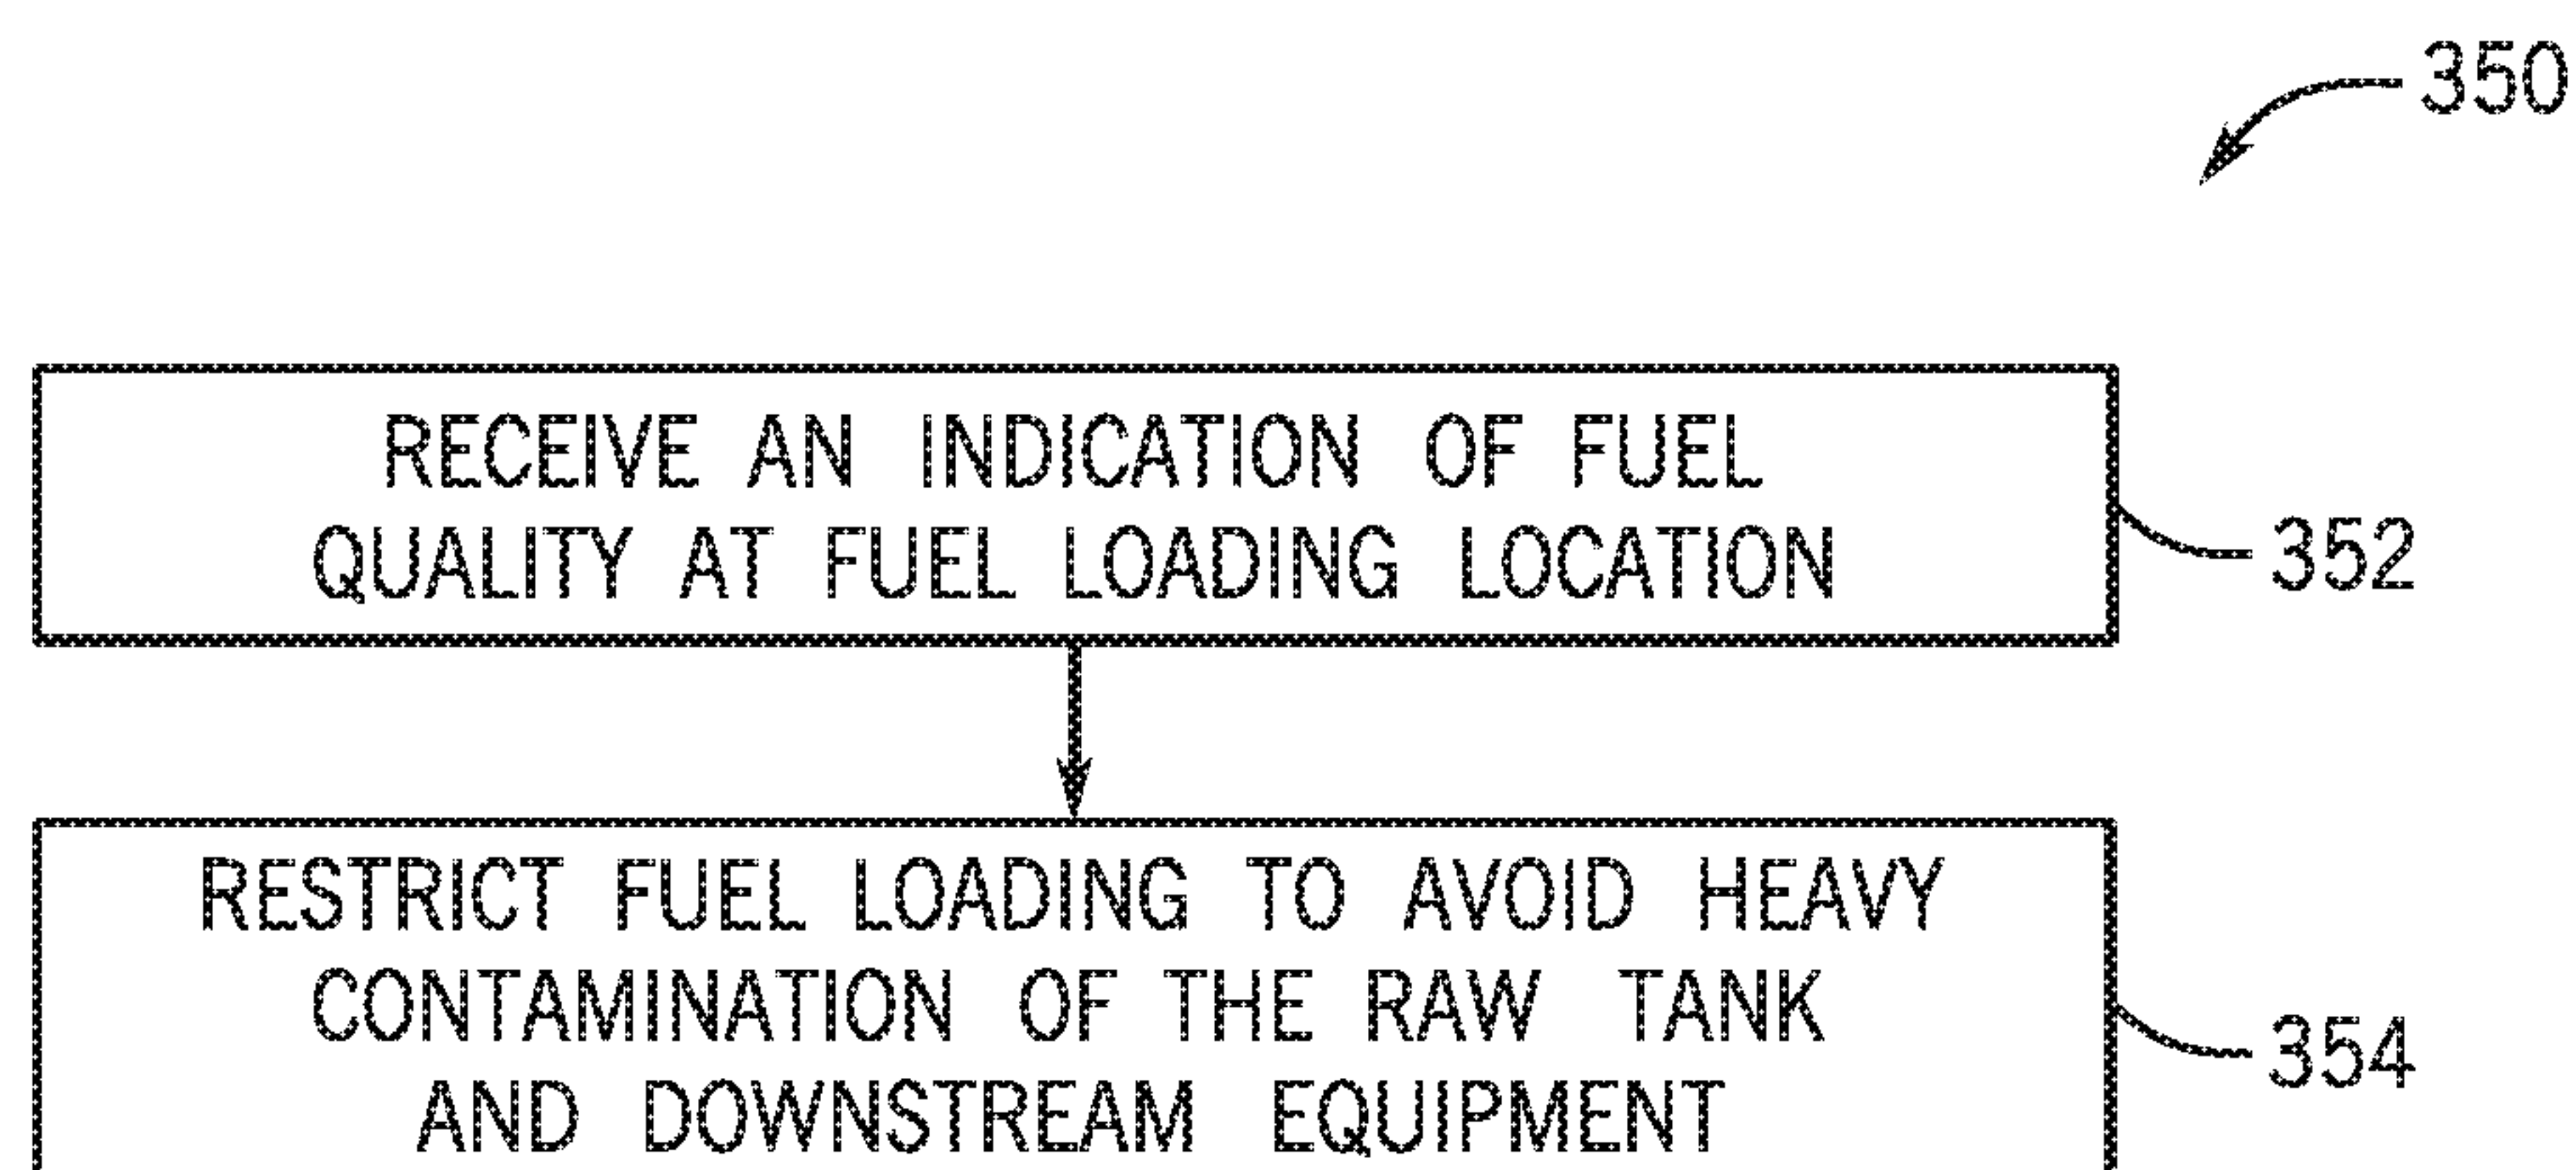 350
RECEIVE AN INDICATION OF FUEL
QUALITY AT FUEL LOADING LOCATION
352
RESTRICT FUEL LOADING TO AVOID HEAVY
CONTAMINATION OF THE RAW TANK
AND DOWNSTREAM EQUIPMENT
354